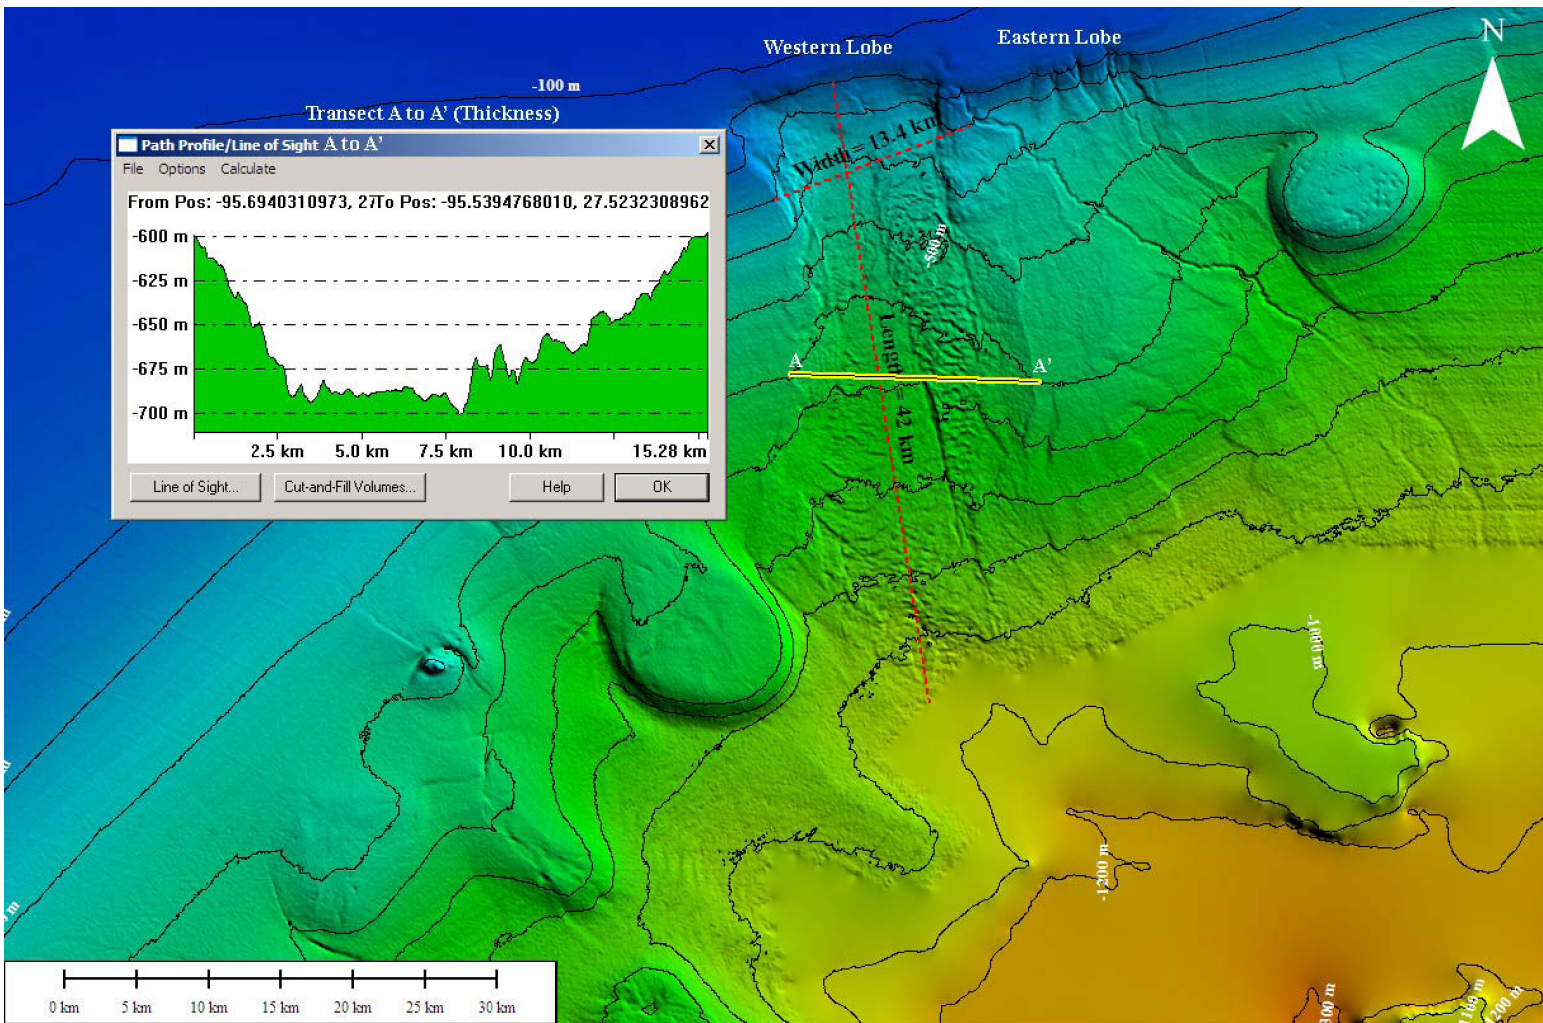 Western Lobe
Eastern Lobe
N
-100 m
Transect A to A' (Thickness)
Path Profile/Line of Sight A to A'
File Options Calculate
From Pos: -95.6940310973, 27To Pos: -95.5394768010, 27.5232308962
-600 m
-625 m
-650 m
-675 m
-700 m
2.5 km 5.0 km 7.5 km 10.0 km 15.28 km
Line of Sight... Cut-and-Fill Volumes... Help OK
Width= 13.4 km
-500 m
Length = 42 km
A
A'
-1000 m
-1200 m
0 km 5 km 10 km 15 km 20 km 25 km 30 km
-1100 m
-1200 m